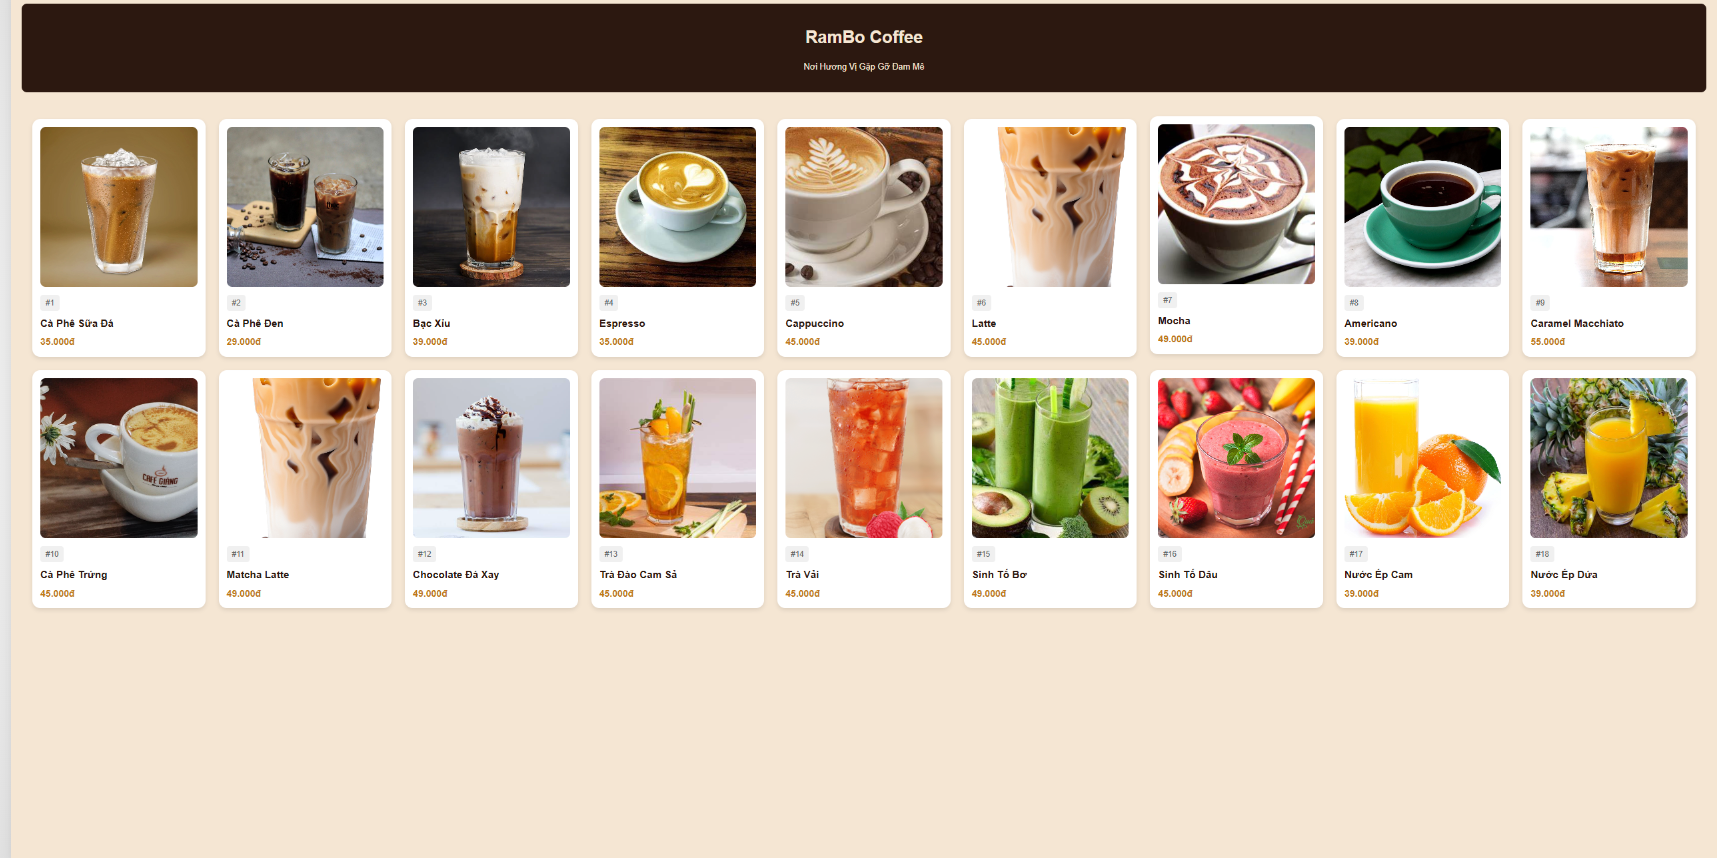 RamBo Coffee
Nơi Hương Vị Gặp Gỡ Đam Mê
#1
Cà Phê Sữa Đá
35.000đ
#2
Cà Phê Đen
29.000đ
#3
Bạc Xỉu
39.000đ
#4
Espresso
35.000đ
#5
Cappuccino
45.000đ
#6
Latte
45.000đ
#7
Mocha
49.000đ
#8
Americano
39.000đ
#9
Caramel Macchiato
55.000đ
CAFE GIẢNG
#10
Cà Phê Trứng
45.000đ
#11
Matcha Latte
49.000đ
#12
Chocolate Đá Xay
49.000đ
#13
Trà Đào Cam Sả
45.000đ
#14
Trà Vải
45.000đ
#15
Sinh Tố Bơ
49.000đ
#16
Sinh Tố Dâu
45.000đ
#17
Nước Ép Cam
39.000đ
#18
Nước Ép Dứa
39.000đ